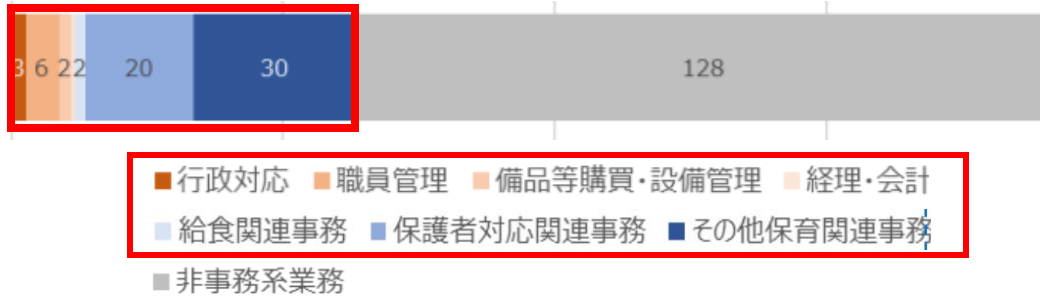 3 6 2 2 20 30 128
■行政対応 ■職員管理 ■備品等購買・設備管理 ■経理・会計
■給食関連事務 ■保護者対応関連事務 ■その他保育関連事務
■非事務系業務